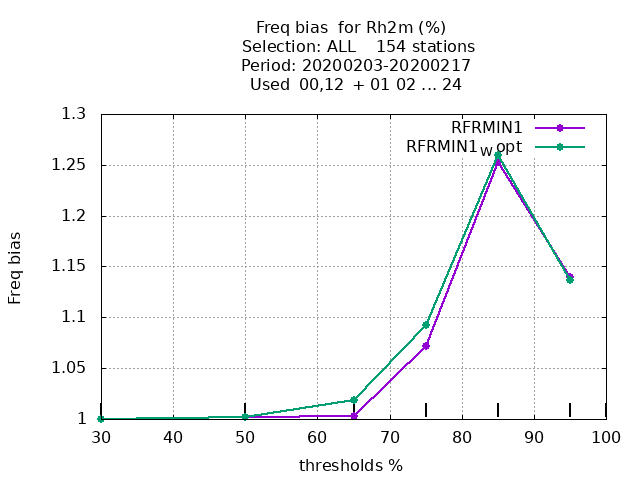 Freq bias  for Rh2m (%)
Selection: ALL    154 stations
Period: 20200203-20200217
Used  00,12  + 01 02 ... 24
RFRMIN1
RFRMIN1wopt
Freq bias
1.3
1.25
1.2
1.15
1.1
1.05
1
30 40 50 60 70 80 90 100
thresholds %